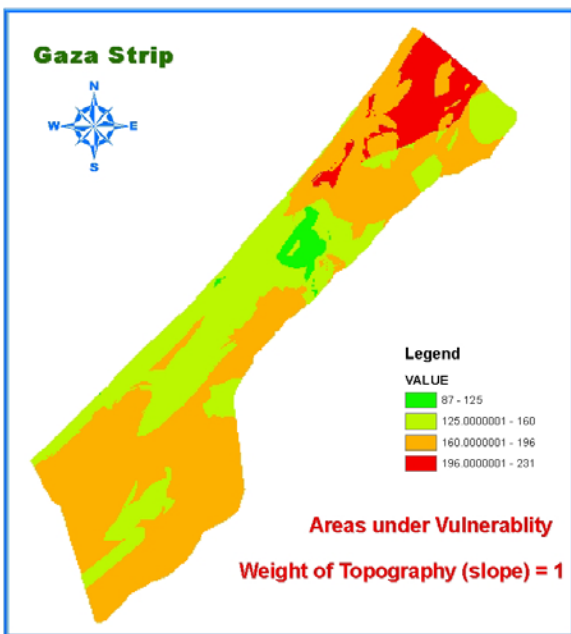 Gaza Strip
N
W
E
S
Legend
VALUE
87 - 125
125.0000001 - 160
160.0000001 - 196
196.0000001 - 231
Areas under Vulnerablity
Weight of Topography (slope) = 1